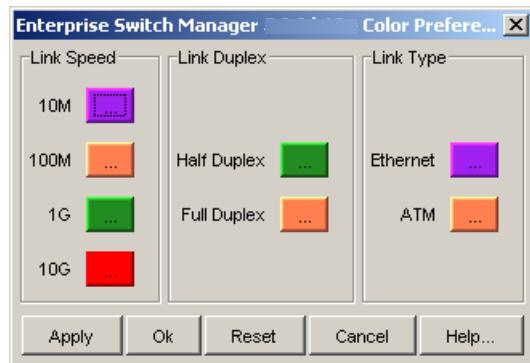 Enterprise Switch Manager Color Prefere...
Link Speed
10M ...
100M ...
1G ...
10G ...
Link Duplex
Half Duplex ...
Full Duplex ...
Link Type
Ethernet ...
ATM ...
Apply Ok Reset Cancel Help...